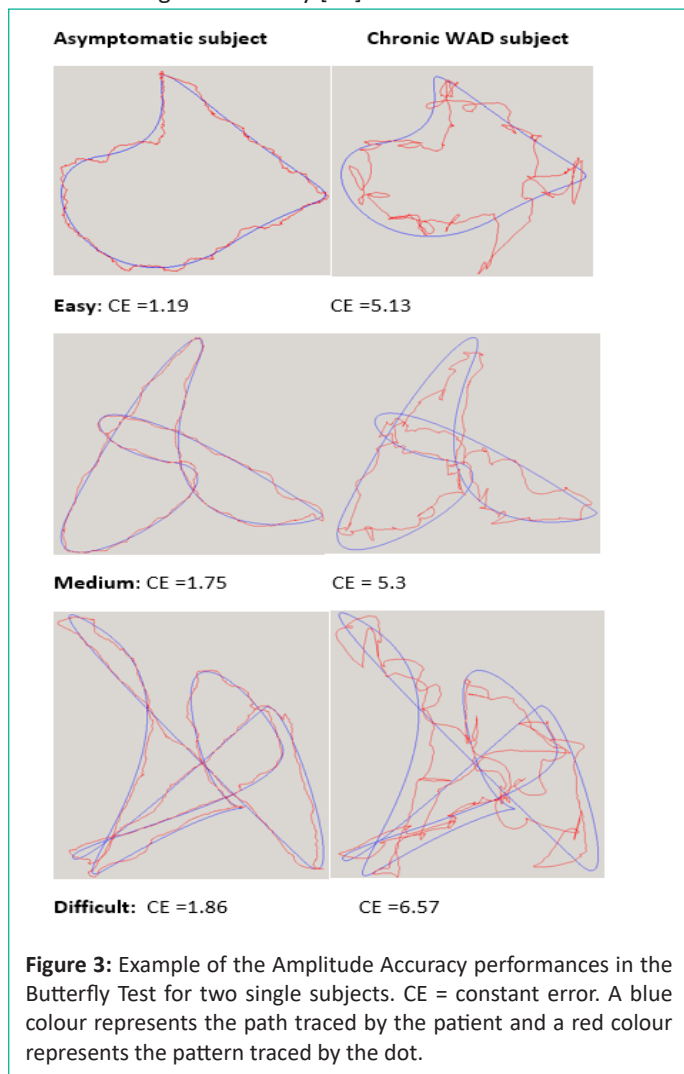 Asymptomatic subject Chronic WAD subject
Easy: CE =1.19 CE =5.13
Medium: CE =1.75 CE = 5.3
Difficult: CE =1.86 CE =6.57
Figure 3: Example of the Amplitude Accuracy performances in the
Butterfly Test for two single subjects. CE = constant error. A blue
colour represents the path traced by the patient and a red colour
represents the pattern traced by the dot.